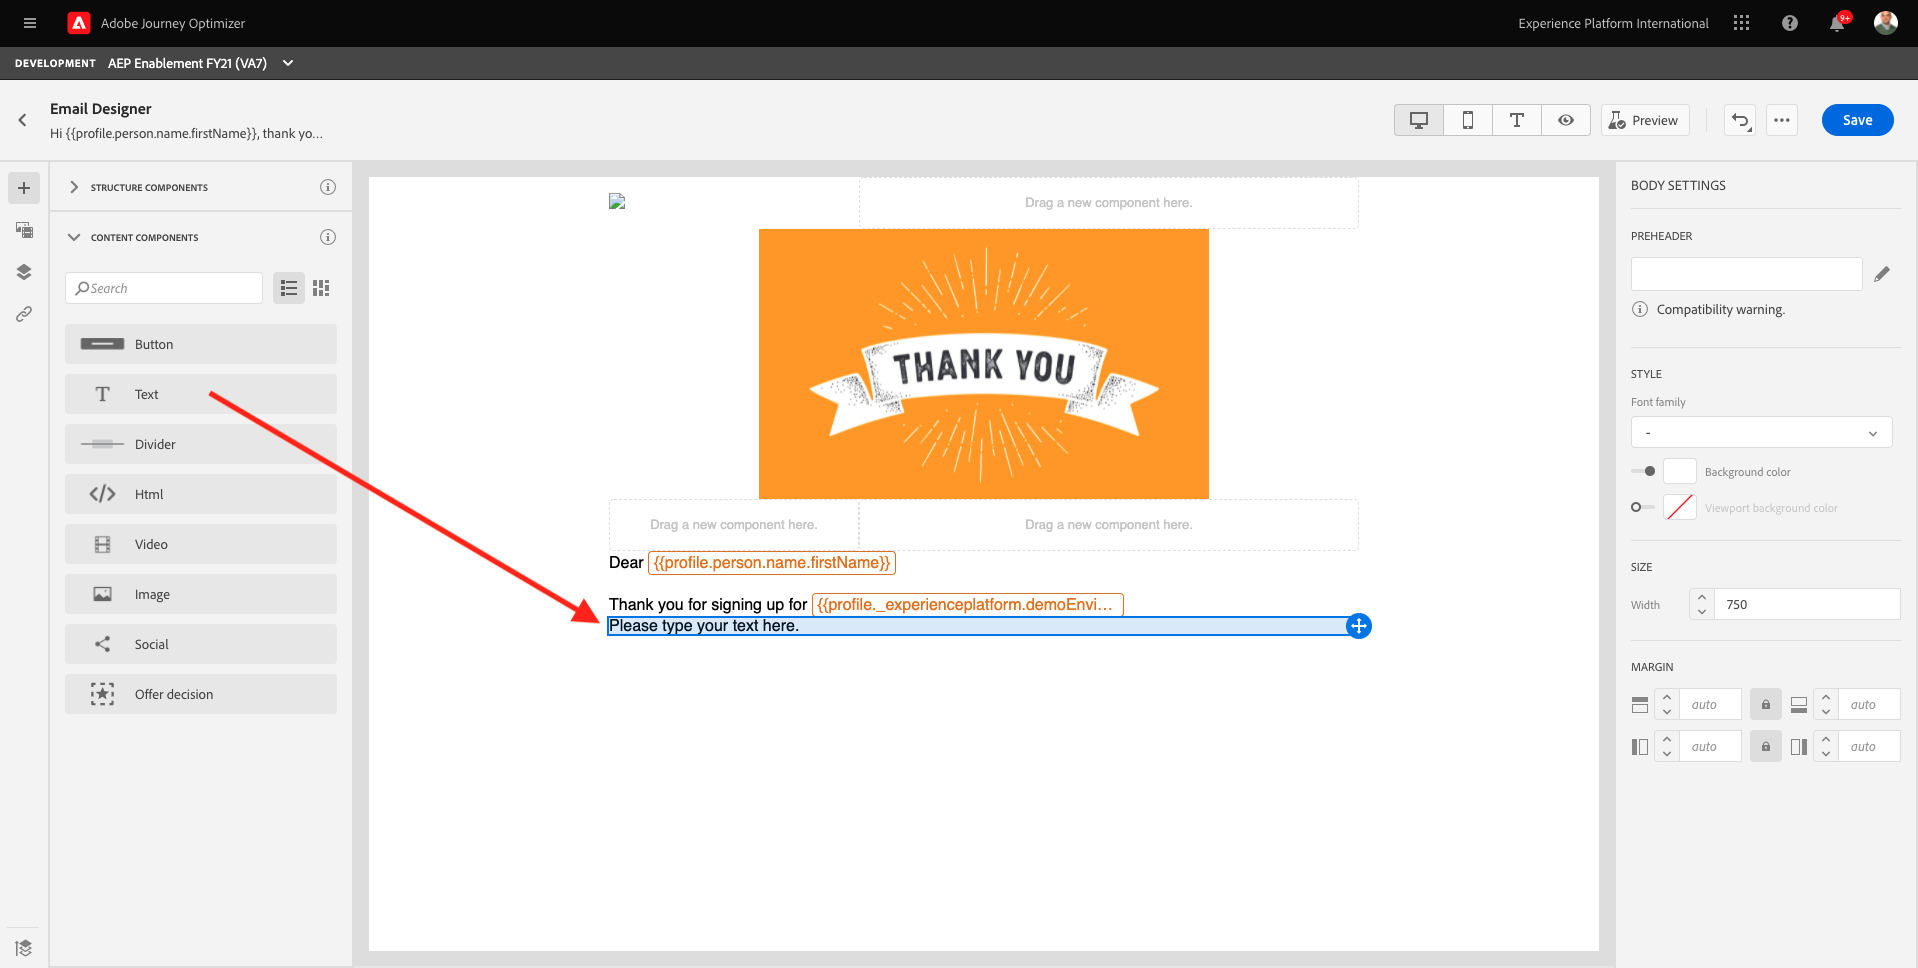 Adobe Journey Optimizer
Experience Platform International
9+
DEVELOPMENT AEP Enablement FY21 (VA7)
Email Designer
Hi {{profile.person.name.firstName}}, thank yo...
Preview
Save
STRUCTURE COMPONENTS
CONTENT COMPONENTS
Search
Button
Text
Divider
Html
Video
Image
Social
Offer decision
Drag a new component here.
THANK YOU
Drag a new component here.
Drag a new component here.
Dear {{profile.person.name.firstName}}
Thank you for signing up for {{profile._experienceplatform.demoEnvi...
Please type your text here.
BODY SETTINGS
PREHEADER
Compatibility warning.
STYLE
Font family
-
Background color
Viewport background color
SIZE
Width 750
MARGIN
auto auto
auto auto